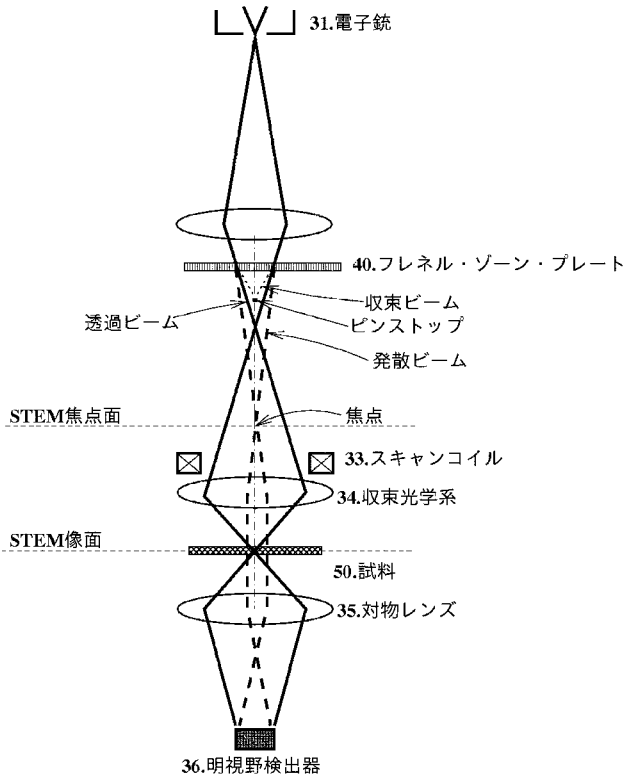 31.電子銃
40.フレネル・ゾーン・プレート
収束ビーム
透過ビーム
ピンストップ
発散ビーム
STEM焦点面
焦点
33.スキャンコイル
34.収束光学系
STEM像面
50.試料
35.対物レンズ
36.明視野検出器